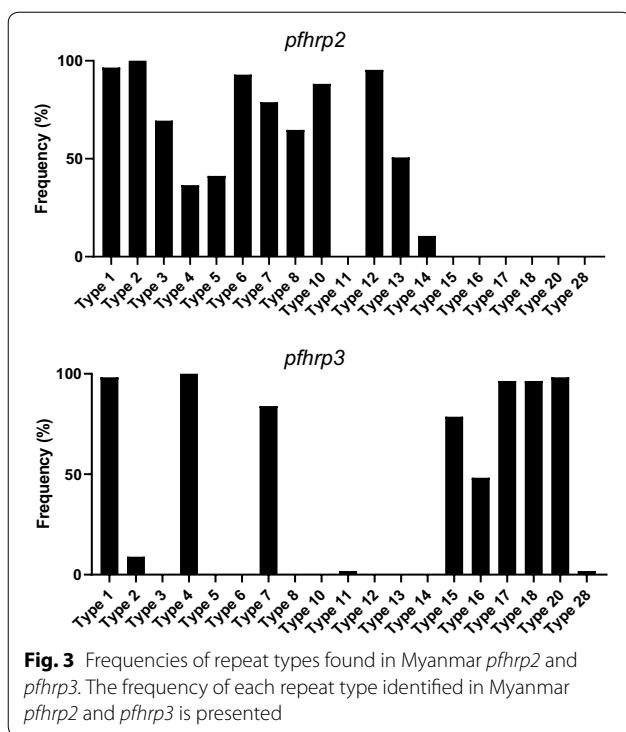 pfhrp2
Frequency (%)
100
50
0
Type 1
Type 2
Type 3
Type 4
Type 5
Type 6
Type 7
Type 8
Type 10
Type 11
Type 12
Type 13
Type 14
Type 15
Type 16
Type 17
Type 18
Type 20
Type 28
pfhrp3
Frequency (%)
100
50
0
Type 1
Type 2
Type 3
Type 4
Type 5
Type 6
Type 7
Type 8
Type 10
Type 11
Type 12
Type 13
Type 14
Type 15
Type 16
Type 17
Type 18
Type 20
Type 28
Fig. 3 Frequencies of repeat types found in Myanmar pfhrp2 and
pfhrp3. The frequency of each repeat type identified in Myanmar
pfhrp2 and pfhrp3 is presented